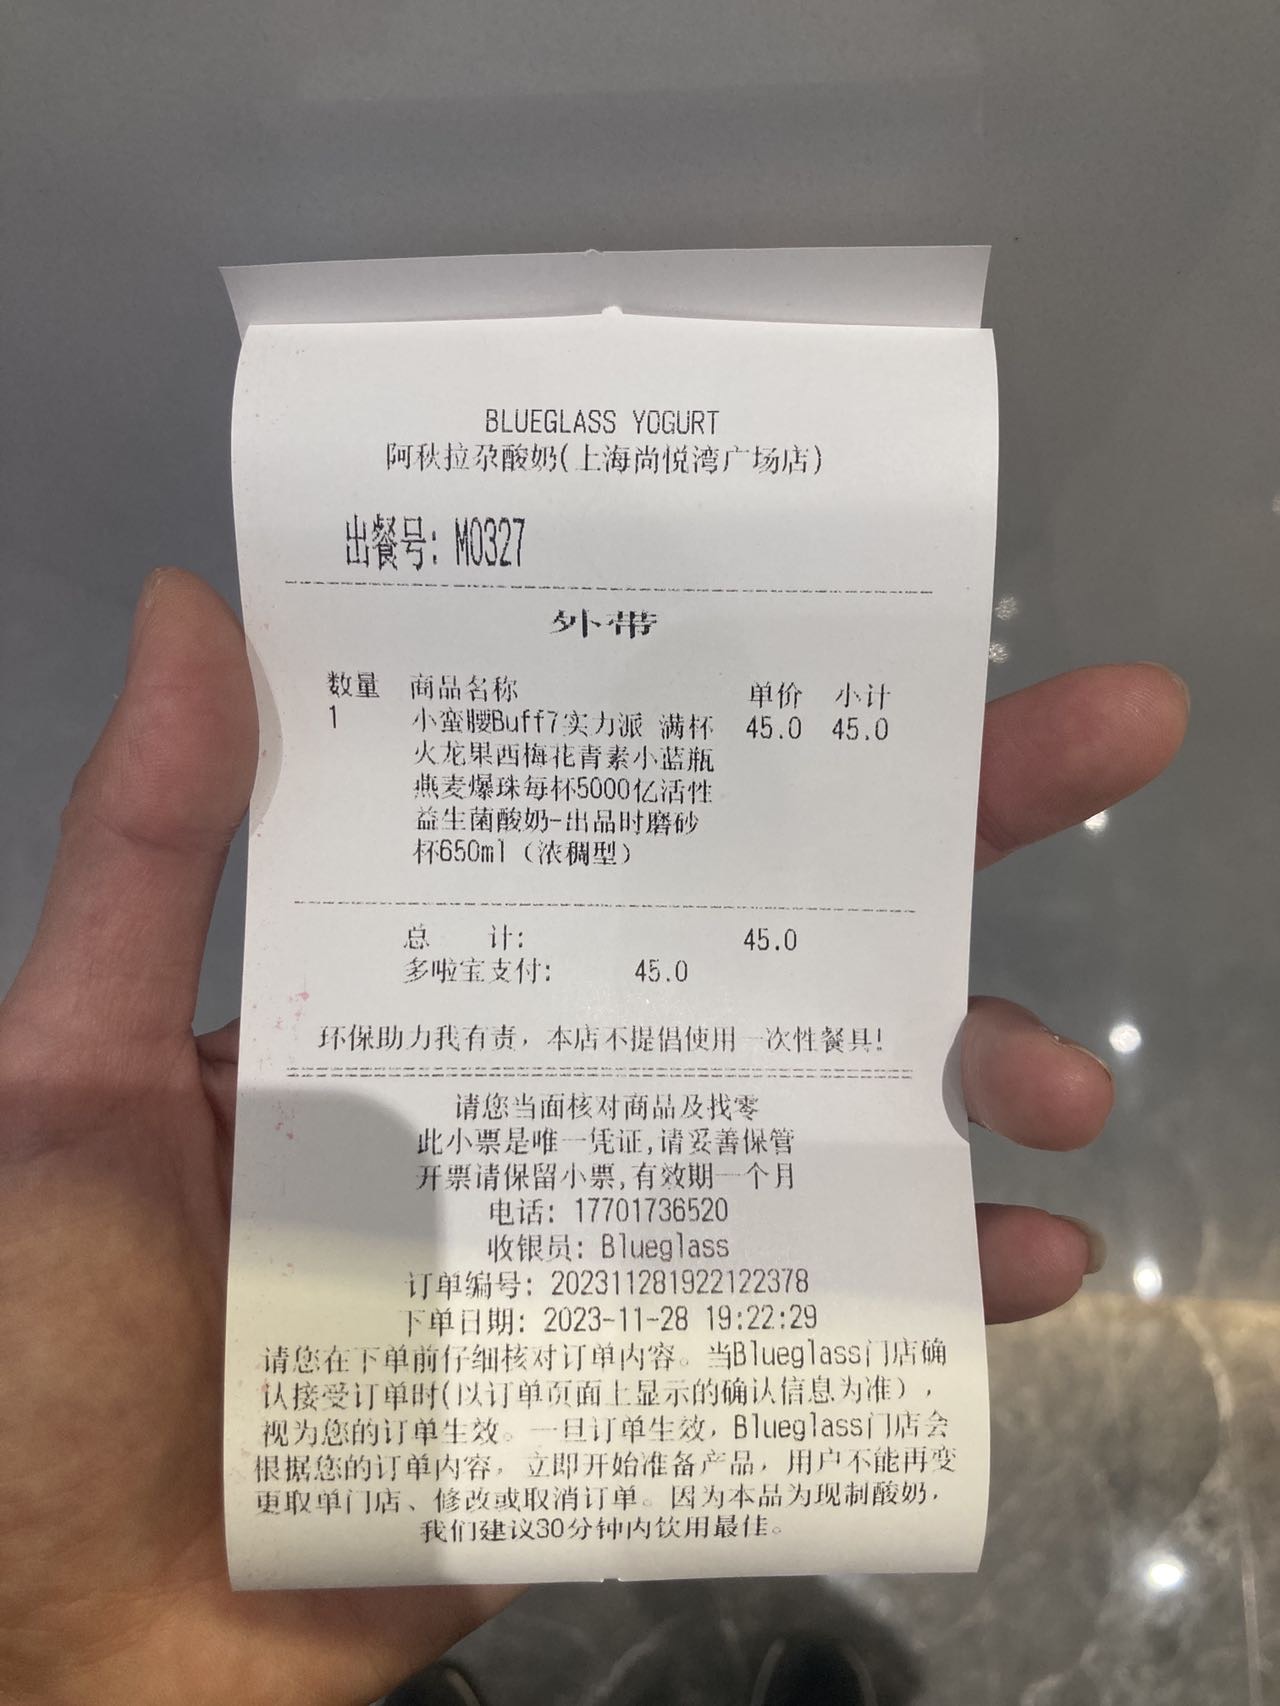 BLUEGLASS YOGURT
阿秋拉尕酸奶(上海尚悦湾广场店)
出餐号: M0327
外带
数量 商品名称 单价 小计
1 小蛮腰Buff7实力派 满杯 45.0 45.0
火龙果西梅花青素小蓝瓶
燕麦爆珠每杯5000亿活性
益生菌酸奶-出品时磨砂
杯650ml（浓稠型）
总 计: 45.0
多啦宝支付: 45.0
环保助力我有责，本店不提倡使用一次性餐具!
请您当面核对商品及找零
此小票是唯一凭证,请妥善保管
开票请保留小票,有效期一个月
电话: 17701736520
收银员: Blueglass
订单编号: 202311281922122378
下单日期: 2023-11-28 19:22:29
请您在下单前仔细核对订单内容。当Blueglass门店确
认接受订单时(以订单页面上显示的确认信息为准），
视为您的订单生效。一旦订单生效，Blueglass门店会
根据您的订单内容，立即开始准备产品，用户不能再变
更取单门店、修改或取消订单。因为本品为现制酸奶，
我们建议30分钟内饮用最佳。